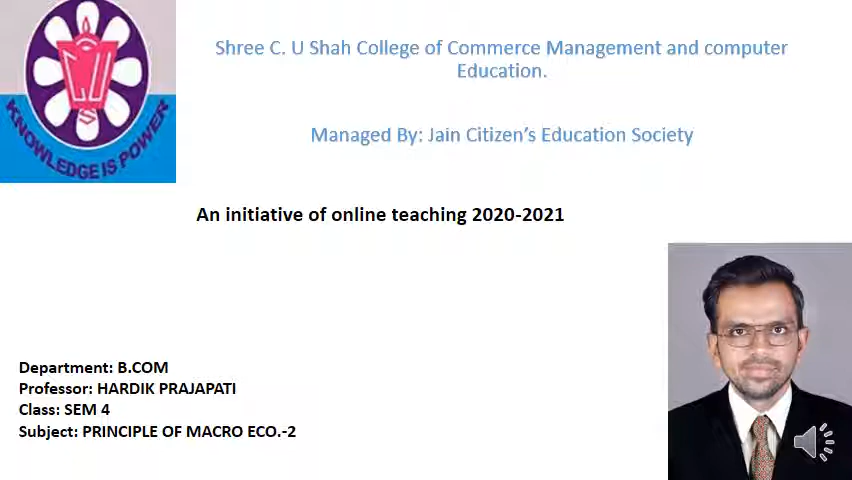 Shree C. U Shah College of Commerce Management and computer
Education.
Managed By: Jain Citizen's Education Society
KNOWLEDGE IS POWER
An initiative of online teaching 2020-2021
Department: B.COM
Professor: HARDIK PRAJAPATI
Class: SEM 4
Subject: PRINCIPLE OF MACRO ECO.-2